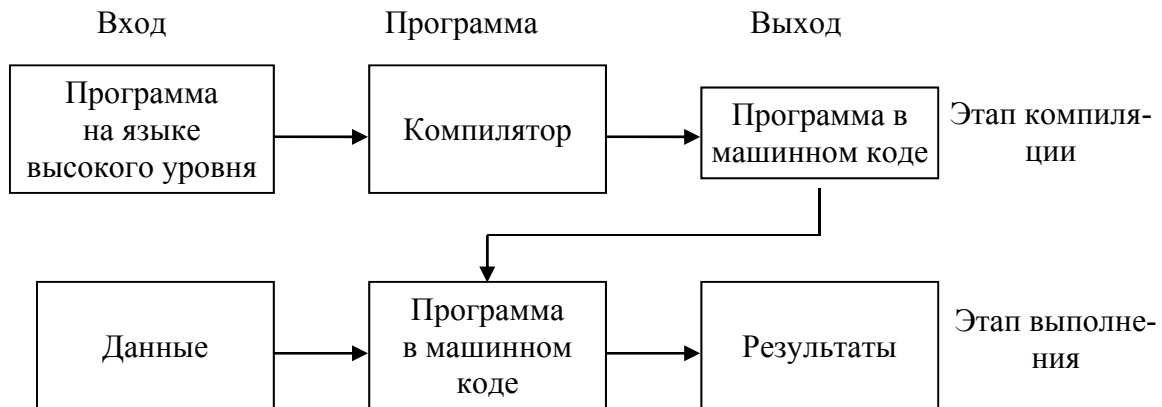 Вход Программа Выход
Программа
на языке
высокого уровня
Компилятор
Программа в
машинном коде
Этап компиля-
ции
Данные
Программа
в машинном
коде
Результаты
Этап выполне-
ния